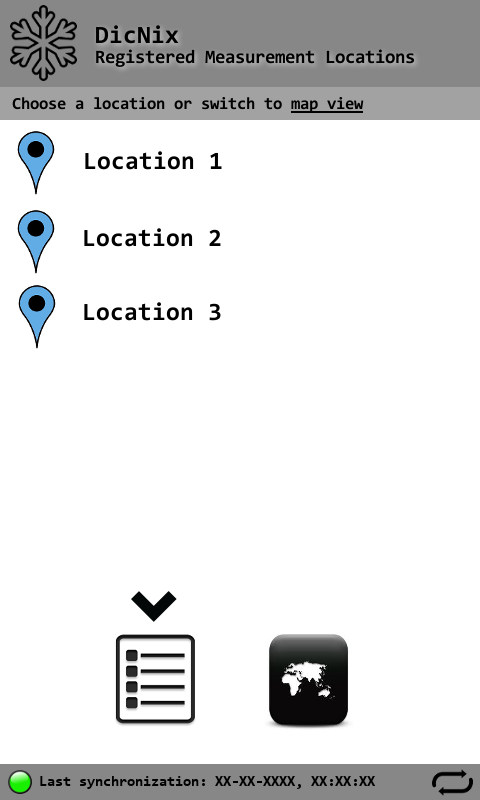 DicNix
Registered Measurement Locations
Choose a location or switch to map view
Location 1
Location 2
Location 3
Last synchronization: XX-XX-XXXX, XX:XX:XX